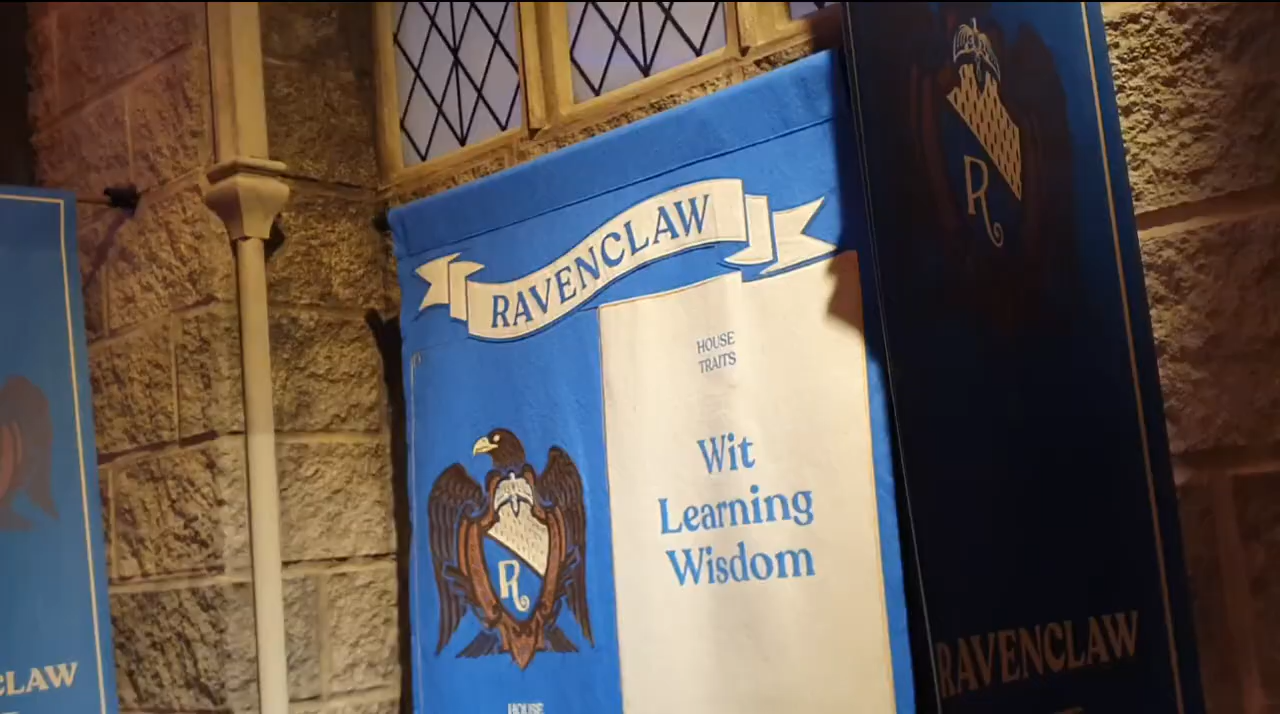 RAVENCLAW
HOUSE
TRAITS
Wit
Learning
Wisdom
R
HOUSE
R
RAVENCLAW
CLAW